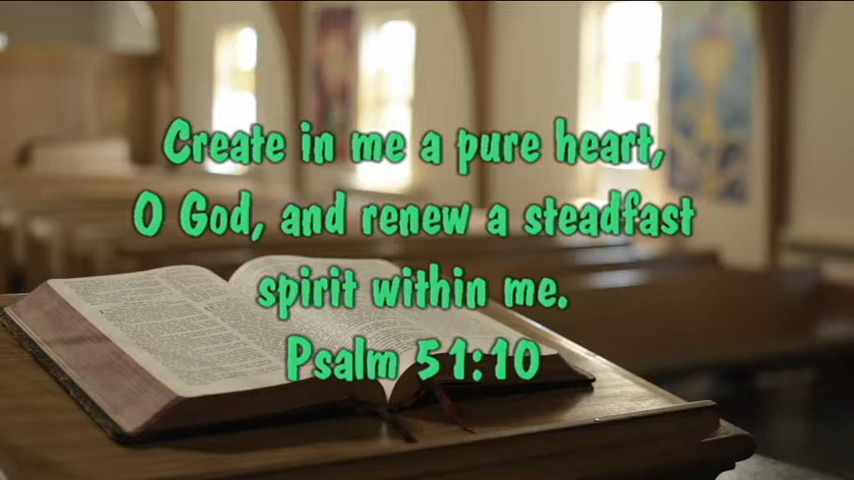 Create in me a pure heart,
O God, and renew a steadfast
spirit within me.
Psalm 51:10